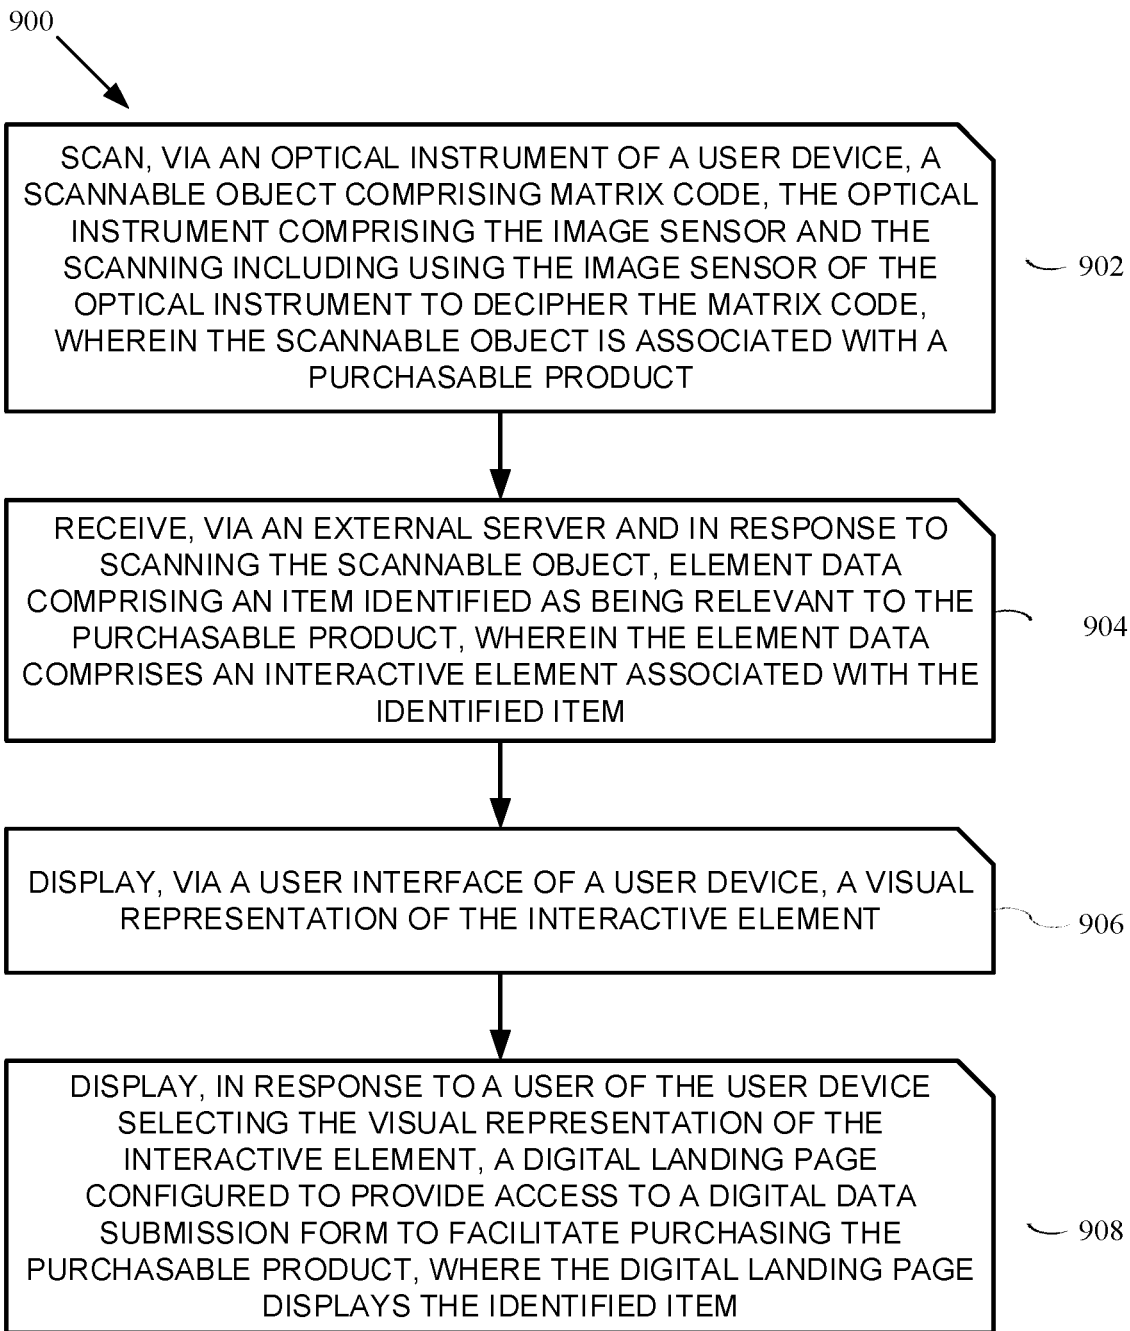 900
SCAN, VIA AN OPTICAL INSTRUMENT OF A USER DEVICE, A
SCANNABLE OBJECT COMPRISING MATRIX CODE, THE OPTICAL
INSTRUMENT COMPRISING THE IMAGE SENSOR AND THE
SCANNING INCLUDING USING THE IMAGE SENSOR OF THE
OPTICAL INSTRUMENT TO DECIPHER THE MATRIX CODE,
WHEREIN THE SCANNABLE OBJECT IS ASSOCIATED WITH A
PURCHASABLE PRODUCT
902
RECEIVE, VIA AN EXTERNAL SERVER AND IN RESPONSE TO
SCANNING THE SCANNABLE OBJECT, ELEMENT DATA
COMPRISING AN ITEM IDENTIFIED AS BEING RELEVANT TO THE
PURCHASABLE PRODUCT, WHEREIN THE ELEMENT DATA
COMPRISES AN INTERACTIVE ELEMENT ASSOCIATED WITH THE
IDENTIFIED ITEM
904
DISPLAY, VIA A USER INTERFACE OF A USER DEVICE, A VISUAL
REPRESENTATION OF THE INTERACTIVE ELEMENT
906
DISPLAY, IN RESPONSE TO A USER OF THE USER DEVICE
SELECTING THE VISUAL REPRESENTATION OF THE
INTERACTIVE ELEMENT, A DIGITAL LANDING PAGE
CONFIGURED TO PROVIDE ACCESS TO A DIGITAL DATA
SUBMISSION FORM TO FACILITATE PURCHASING THE
PURCHASABLE PRODUCT, WHERE THE DIGITAL LANDING PAGE
DISPLAYS THE IDENTIFIED ITEM
908